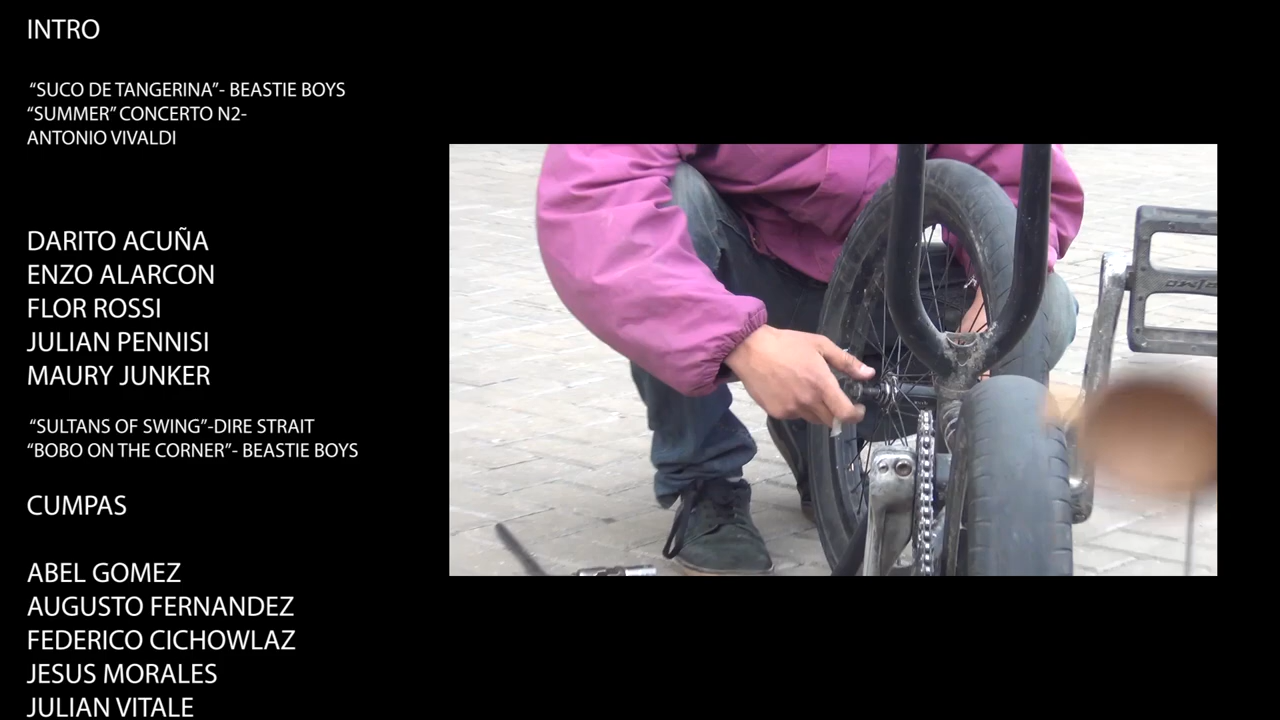 INTRO
“SUCO DE TANGERINA”- BEASTIE BOYS
“SUMMER” CONCERTO N2-
ANTONIO VIVALDI
DARITO ACUÑA
ENZO ALARCON
FLOR ROSSI
JULIAN PENNISI
MAURY JUNKER
“SULTANS OF SWING”-DIRE STRAIT
“BOBO ON THE CORNER”- BEASTIE BOYS
CUMPAS
ABEL GOMEZ
AUGUSTO FERNANDEZ
FEDERICO CICHOWLAZ
JESUS MORALES
JULIAN VITALE